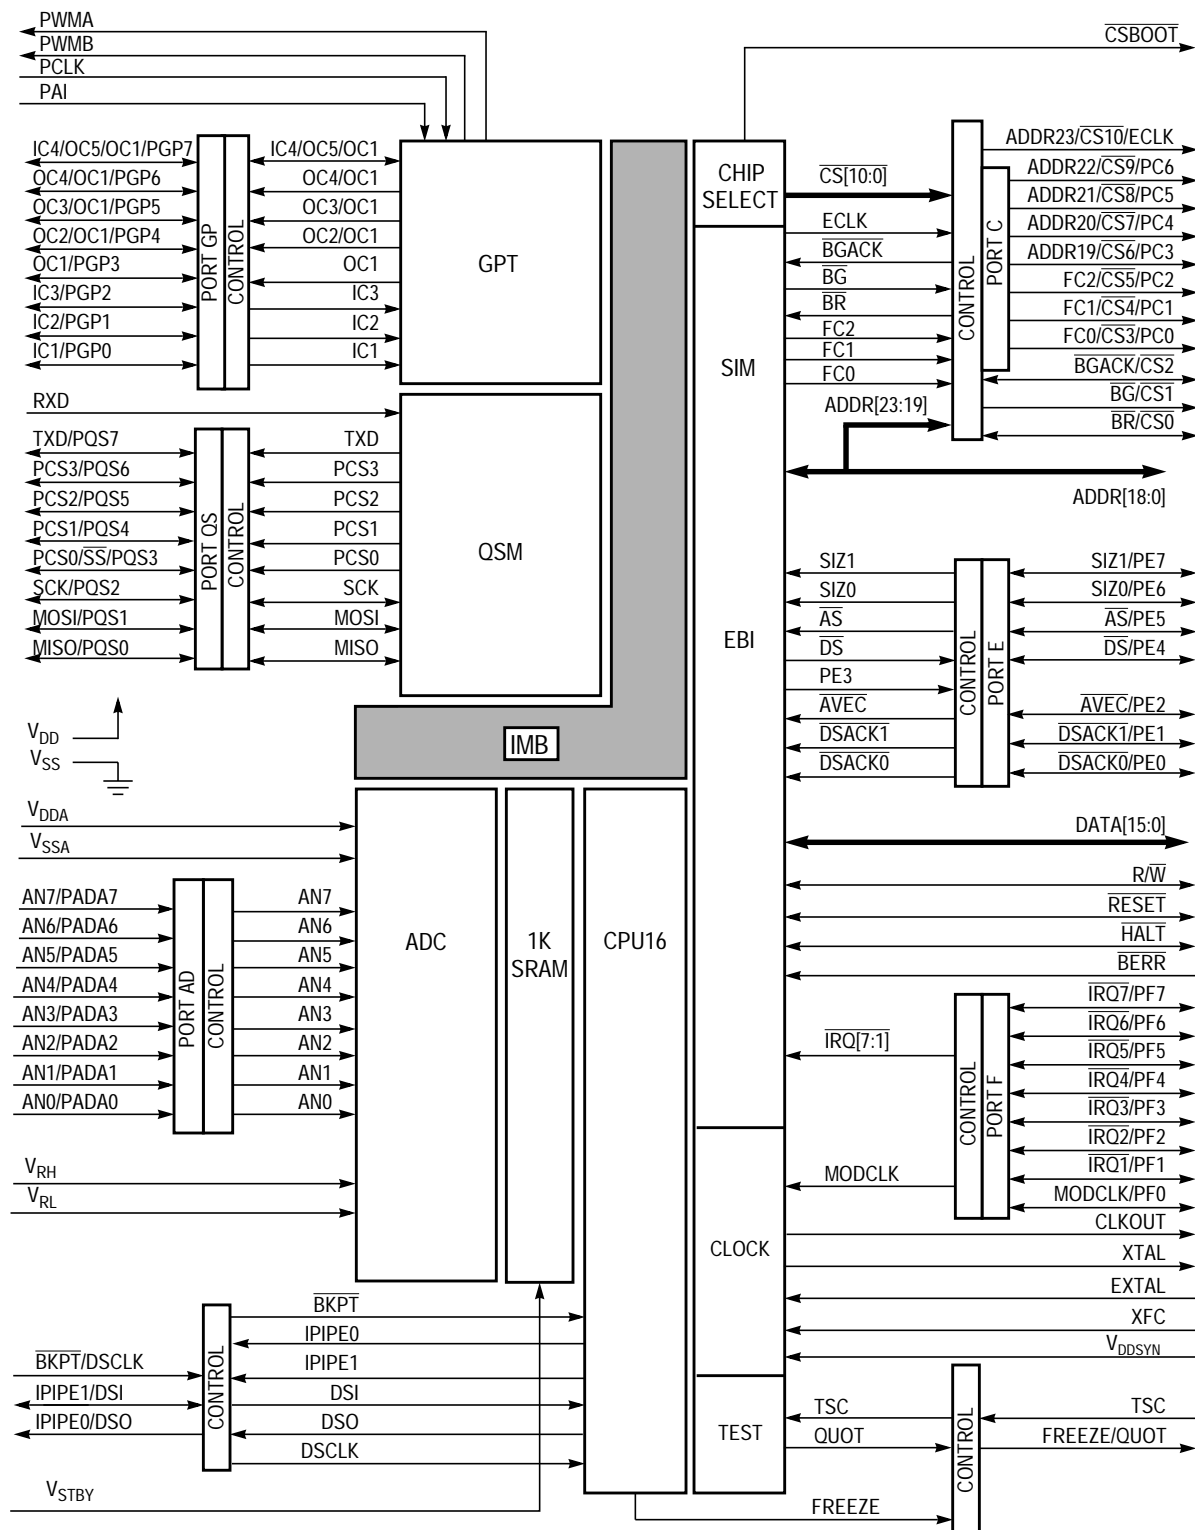 PWMA
PWMB
PCLK
PAI
IC4/OC5/OC1/PGP7
OC4/OC1/PGP6
OC3/OC1/PGP5
OC2/OC1/PGP4
OC1/PGP3
IC3/PGP2
IC2/PGP1
IC1/PGP0
PORT GP
CONTROL
IC4/OC5/OC1
OC4/OC1
OC3/OC1
OC2/OC1
OC1
IC3
IC2
IC1
GPT
RXD
TXD/PQS7
PCS3/PQS6
PCS2/PQS5
PCS1/PQS4
PCS0/SS/PQS3
SCK/PQS2
MOSI/PQS1
MISO/PQS0
PORT QS
CONTROL
TXD
PCS3
PCS2
PCS1
PCS0
SCK
MOSI
MISO
QSM
VDD
VSS
IMB
VDDA
VSSA
AN7/PADA7
AN6/PADA6
AN5/PADA5
AN4/PADA4
AN3/PADA3
AN2/PADA2
AN1/PADA1
AN0/PADA0
PORT AD
CONTROL
AN7
AN6
AN5
AN4
AN3
AN2
AN1
AN0
VRH
VRL
ADC
1K
SRAM
CPU16
BKPT/DSCLK
IPIPE1/DSI
IPIPE0/DSO
CONTROL
BKPT
IPIPE0
IPIPE1
DSI
DSO
DSCLK
VSTBY
CSBOOT
CHIP
SELECT
SIM
EBI
CLOCK
TEST
CS[10:0]
ECLK
BGACK
BG
BR
FC2
FC1
FC0
ADDR[23:19]
CONTROL
PORT C
ADDR23/CS10/ECLK
ADDR22/CS9/PC6
ADDR21/CS8/PC5
ADDR20/CS7/PC4
ADDR19/CS6/PC3
FC2/CS5/PC2
FC1/CS4/PC1
FC0/CS3/PC0
BGACK/CS2
BG/CS1
BR/CS0
ADDR[18:0]
SIZ1
SIZ0
AS
DS
PE3
AVEC
DSACK1
DSACK0
CONTROL
PORT E
SIZ1/PE7
SIZ0/PE6
AS/PE5
DS/PE4
AVEC/PE2
DSACK1/PE1
DSACK0/PE0
DATA[15:0]
R/W
RESET
HALT
BERR
IRQ[7:1]
MODCLK
CONTROL
PORT F
IRQ7/PF7
IRQ6/PF6
IRQ5/PF5
IRQ4/PF4
IRQ3/PF3
IRQ2/PF2
IRQ1/PF1
MODCLK/PF0
CLKOUT
XTAL
EXTAL
XFC
VDDSYN
TSC
QUOT
CONTROL
TSC
FREEZE/QUOT
FREEZE